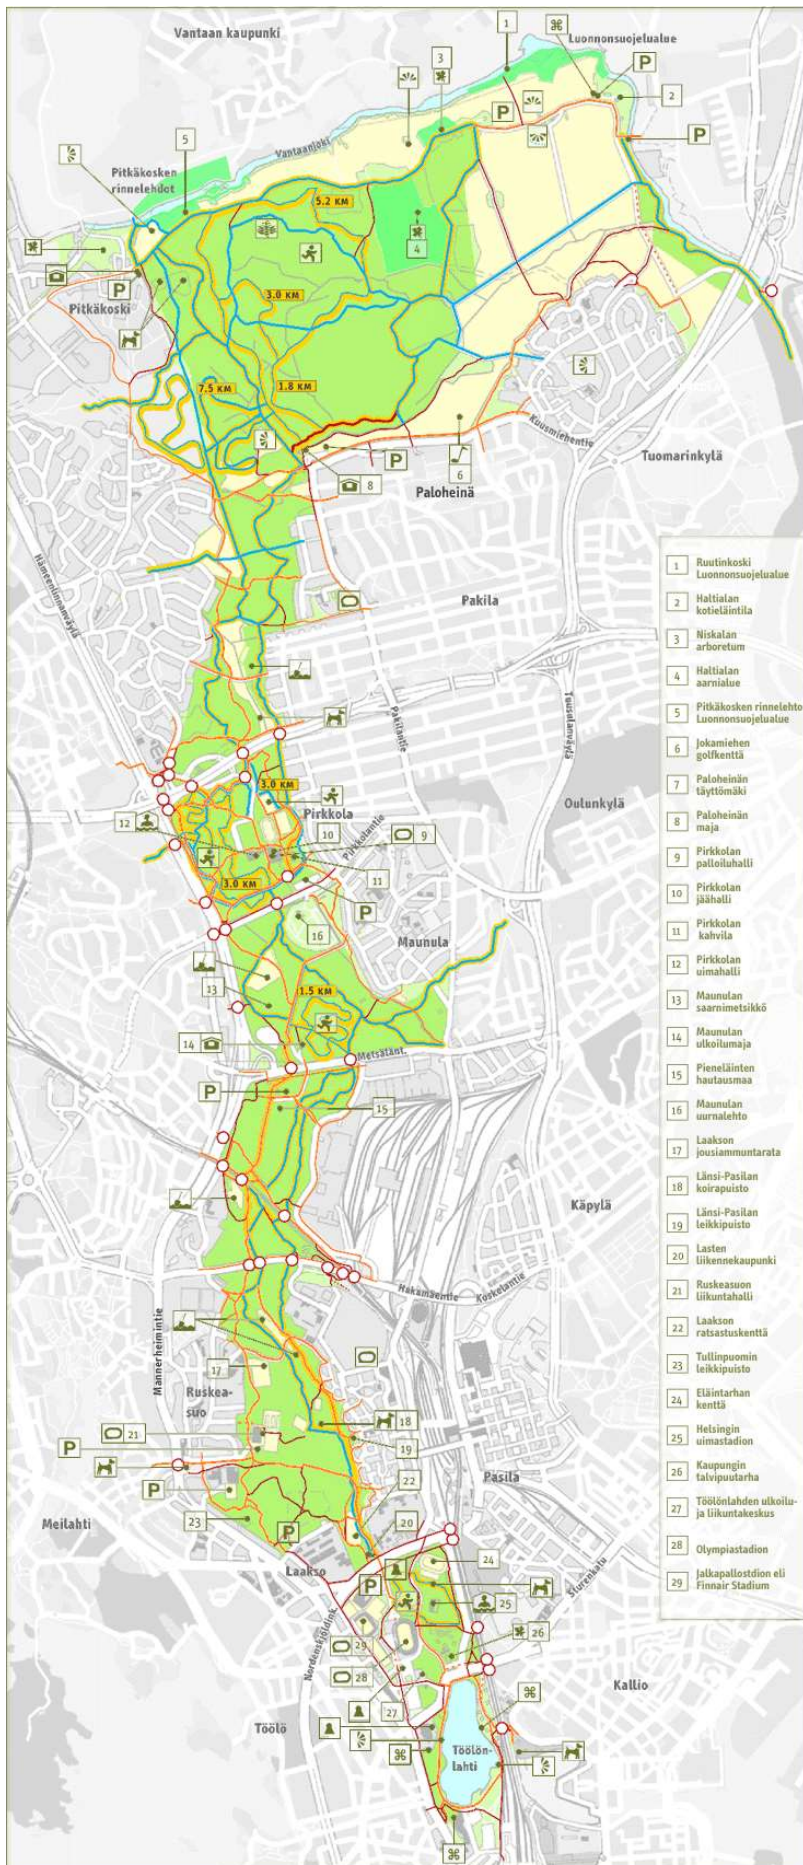 Vantaan kaupunki
Luonnonsuojelualue
1
P
3
2
P
P
Vantaanjoki
5
Pitkäkosken
rinnelehdot
5.2 KM
4
P
Pitkäkoski
3.0 KM
7.5 KM
1.8 KM
Kuusmiehentie
P
6
8
Tuomarinkylä
Paloheinä
Hämeenlinnanväylä
Pakila
Pakilantie
Tuusulanväylä
3.0 KM
Oulunkylä
Pirkkola
12
10
9
Pirkkolantie
11
3.0 KM
P
16
Maunula
13
1.5 KM
14
Metsälänt.
P
15
Käpylä
Hakamäentie
Koskelantie
Mannerheimintie
17
Ruskea-
suo
18
21
19
P
Pasila
22
P
Meilahti
23
P
20
Laakso
24
P
Sturenkatu
25
Nordenskiöldink.
29
26
28
27
Kallio
Töölö
Töölön-
lahti
1 Ruutinkoski
Luonnonsuojelualue
2 Haltialan
kotieläintila
3 Niskalan
arboretum
4 Haltialan
aarnialue
5 Pitkäkosken rinnelehto
Luonnonsuojelualue
6 Jokamiehen
golfkenttä
7 Paloheinän
täyttömäki
8 Paloheinän
maja
9 Pirkkolan
palloiluhalli
10 Pirkkolan
jäähalli
11 Pirkkolan
kahvila
12 Pirkkolan
uimahalli
13 Maunulan
saarnimetsikkö
14 Maunulan
ulkoilumaja
15 Pieneläinten
hautausmaa
16 Maunulan
uurnalehto
17 Laakson
jousiammuntarata
18 Länsi-Pasilan
koirapuisto
19 Länsi-Pasilan
leikkipuisto
20 Lasten
liikennekaupunki
21 Ruskeasuon
liikuntahalli
22 Laakson
ratsastuskenttä
23 Tullinpuomin
leikkipuisto
24 Eläintarhan
kenttä
25 Helsingin
uimastadion
26 Kaupungin
talvipuutarha
27 Töölönlahden ulkoilu-
ja liikuntakeskus
28 Olympiastadion
29 Jalkapallostdion eli
Finnair Stadium